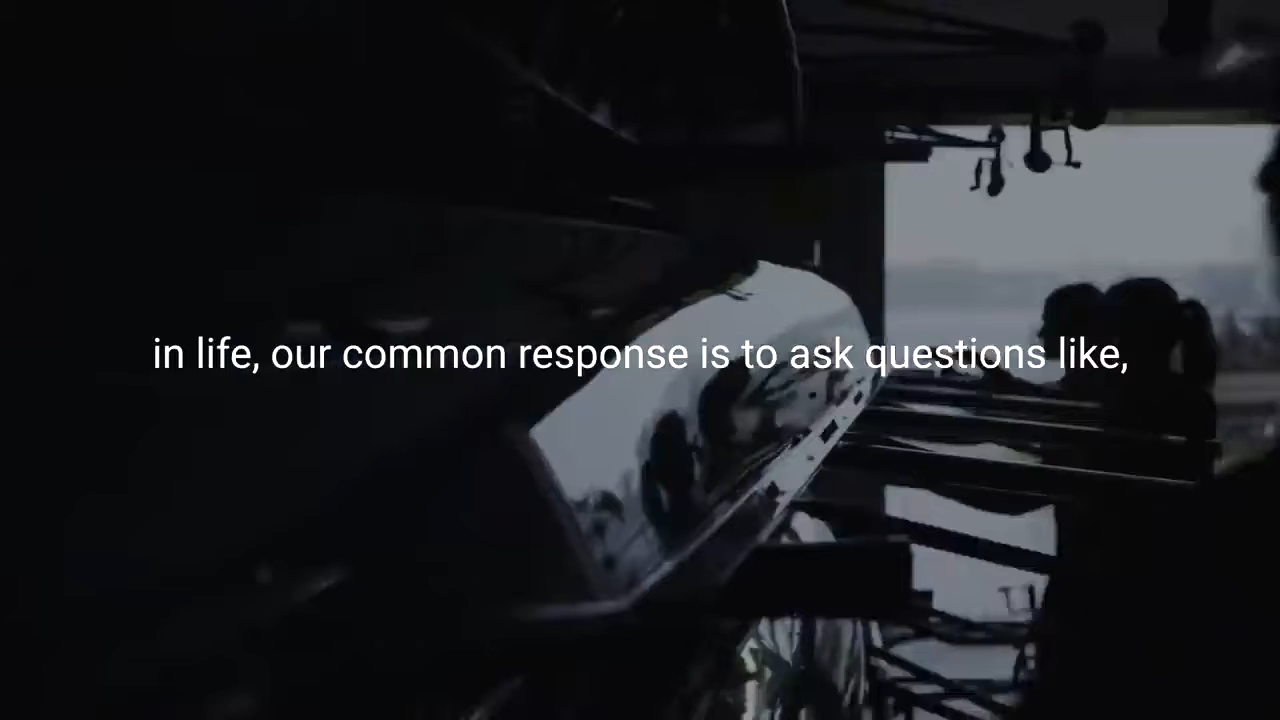 in life, our common response is to ask questions like,